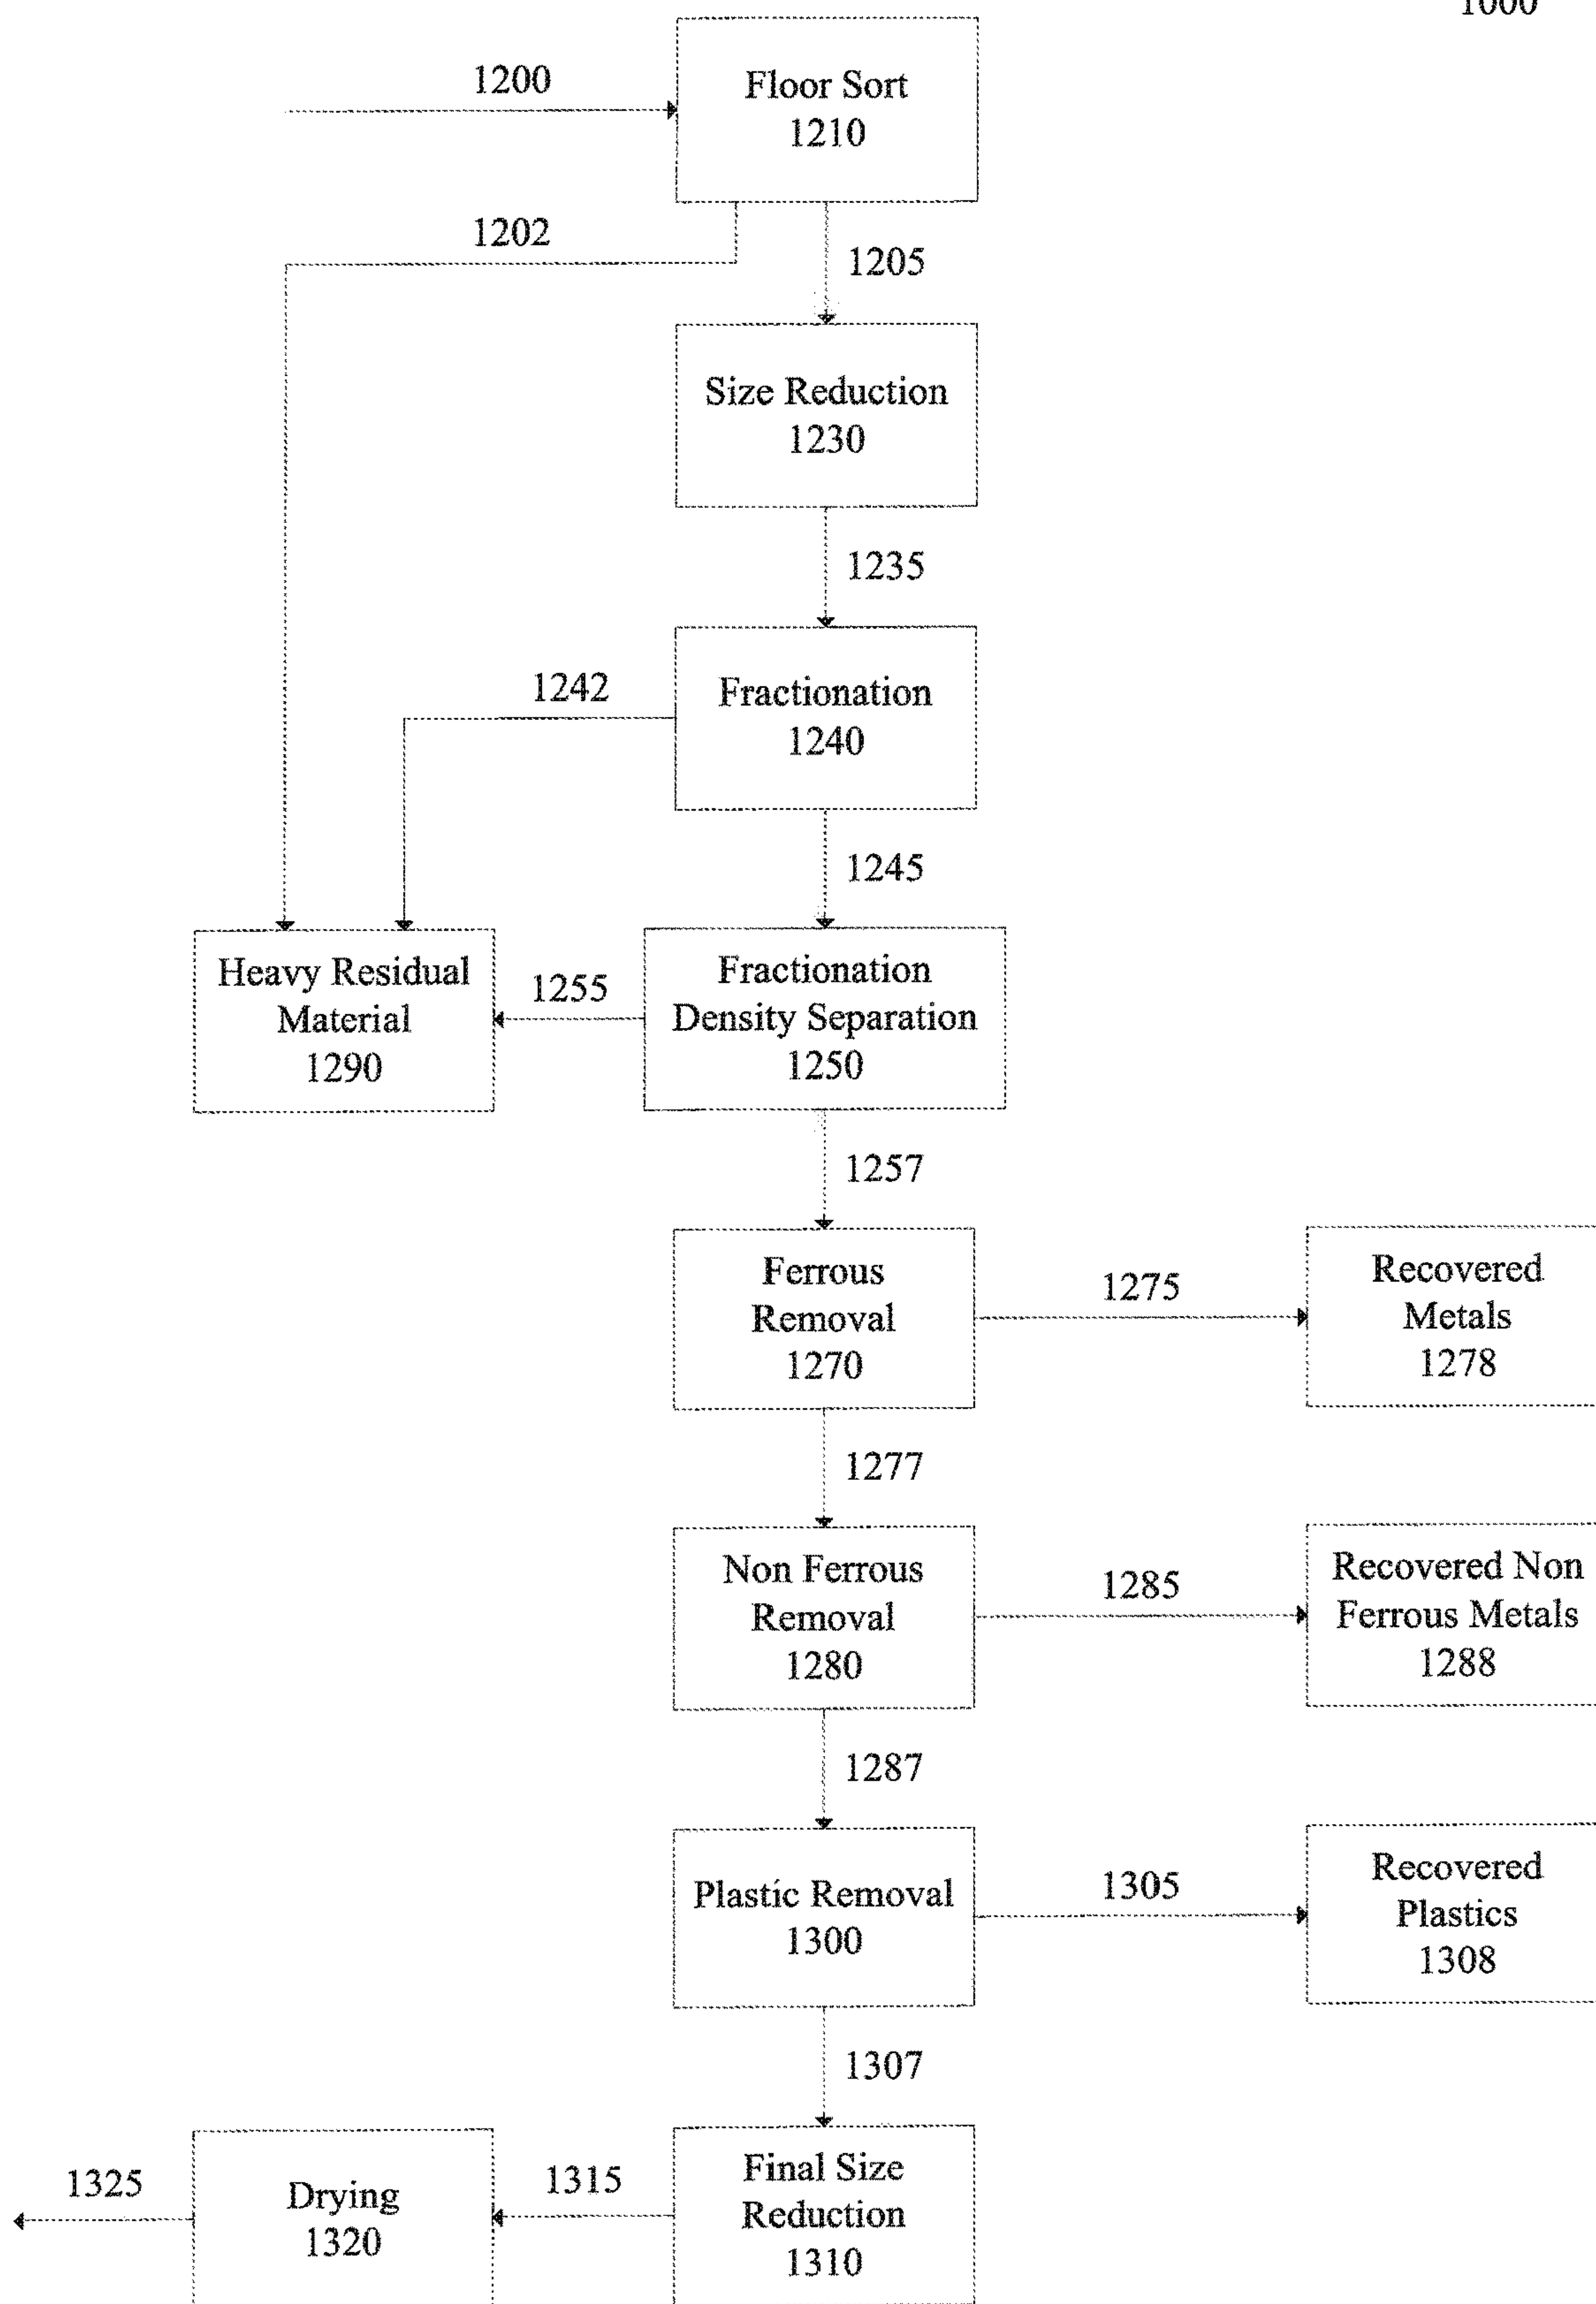 1000
1200
Floor Sort
1210
1202
1205
Size Reduction
1230
1235
1242
Fractionation
1240
1245
Heavy Residual
Material
1290
1255
Fractionation
Density Separation
1250
1257
Ferrous
Removal
1270
1275
Recovered
Metals
1278
1277
Non Ferrous
Removal
1280
1285
Recovered Non
Ferrous Metals
1288
1287
Plastic Removal
1300
1305
Recovered
Plastics
1308
1307
1325
Drying
1320
1315
Final Size
Reduction
1310